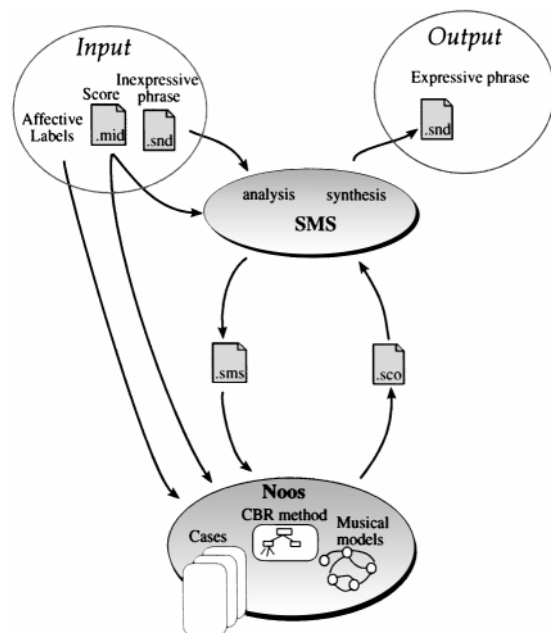 Input
Output
Inexpressive
phrase
Score
Affective
Labels
.mid
.snd
Expressive phrase
.snd
analysis synthesis
SMS
.sms
.sco
Noos
CBR method
Cases
Musical
models